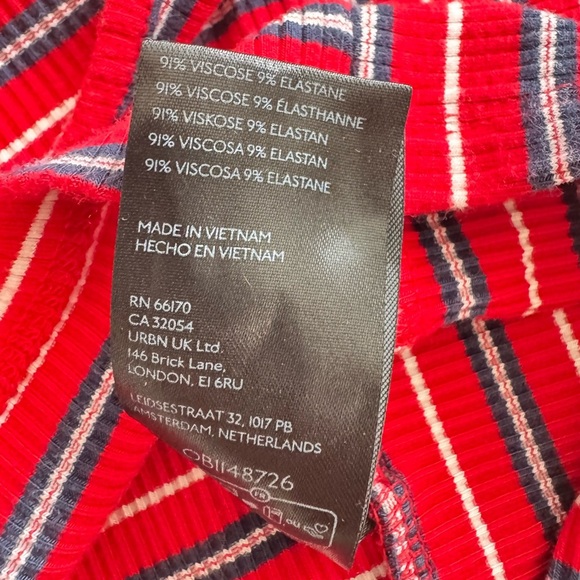 91% VISCOSE 9% ELASTANE
91% VISCOSE 9% ÉLASTHANNE
91% VISKOSE 9% ELASTAN
91% VISCOSA 9% ELASTAN
91% VISCOSA 9% ELASTANE
MADE IN VIETNAM
HECHO EN VIETNAM
RN 66170
CA 32054
URBN UK Ltd.
146 Brick Lane,
LONDON, E1 6RU
LEIDSESTRAAT 32, 1017 PB
AMSTERDAM, NETHERLANDS
OB1148726
FR
OU